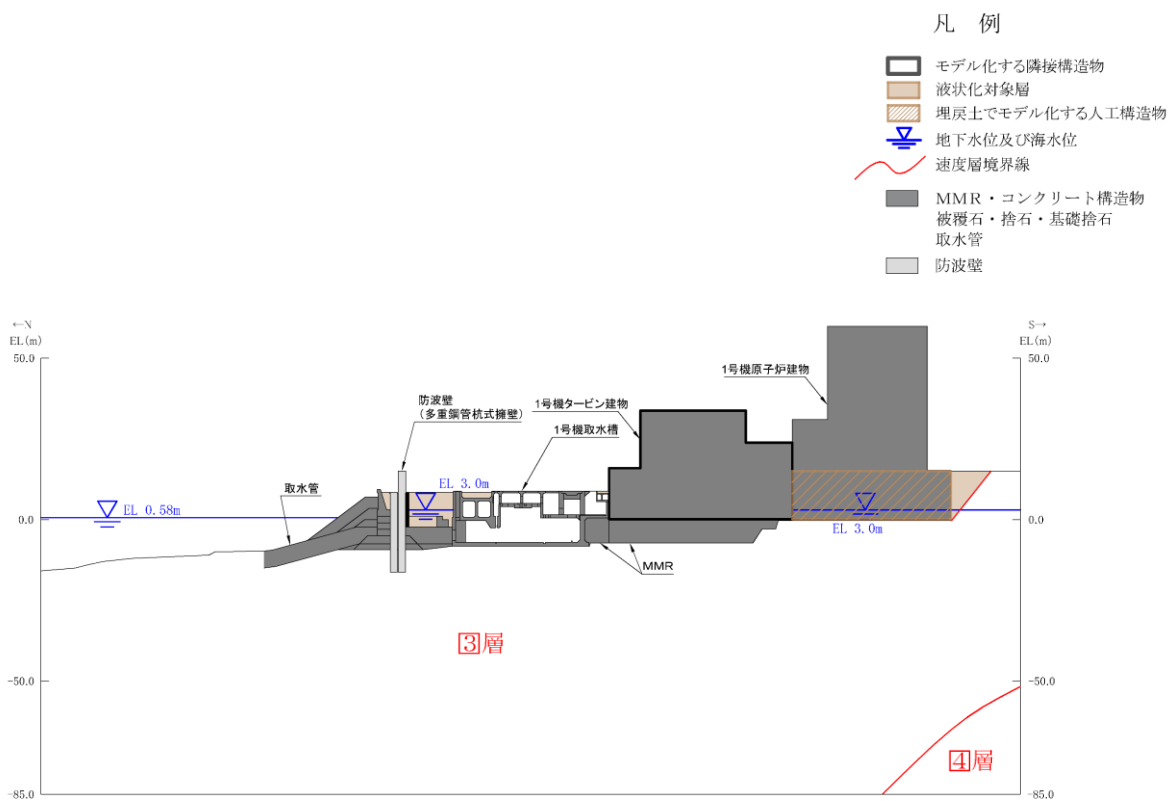 凡 例
モデル化する隣接構造物
液状化対象層
埋戻土でモデル化する人工構造物
地下水位及び海水位
速度層境界線
MMR・コンクリート構造物
被覆石・捨石・基礎捨石
取水管
防波壁
←N
EL(m)
S→
EL(m)
50.0
50.0
1号機原子炉建物
防波壁
(多重鋼管杭式擁壁)
1号機タービン建物
1号機取水槽
取水管
EL 3.0m
EL 0.58m
0.0
0.0
EL 3.0m
MMR
③層
-50.0
-50.0
④層
-85.0
-85.0